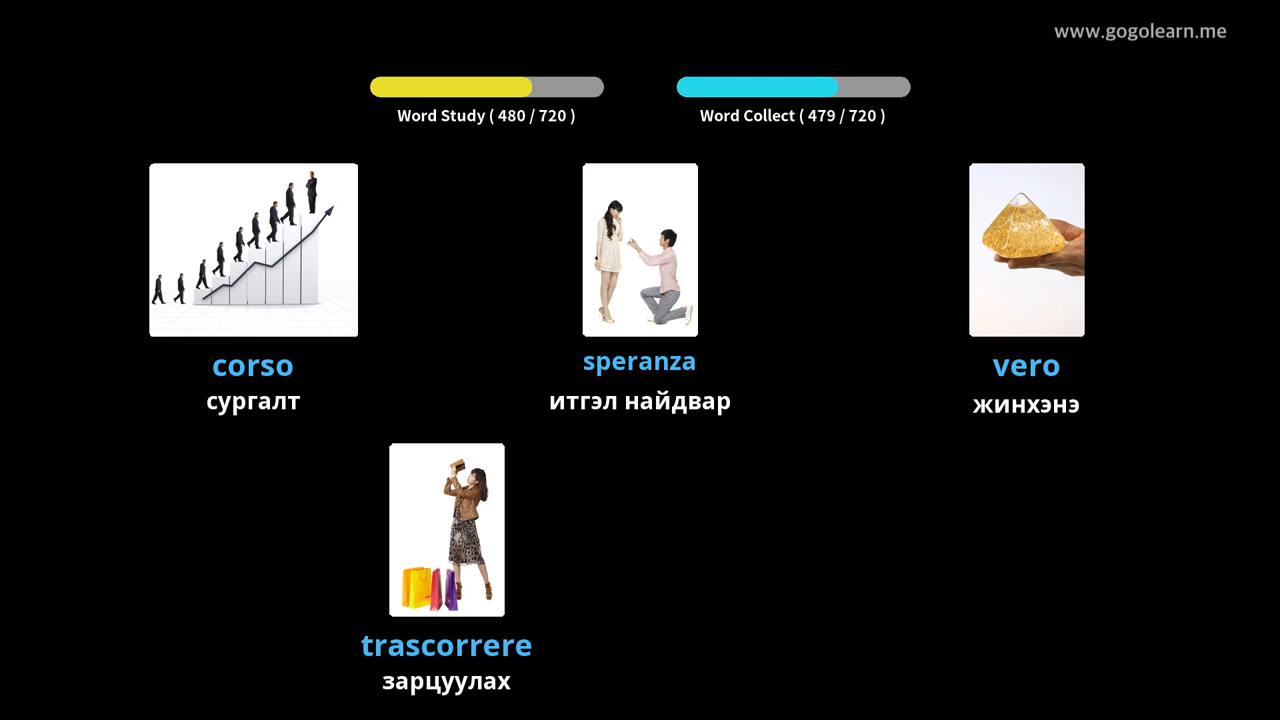 www.gogolearn.me
Word Study ( 480 / 720 )
Word Collect ( 479 / 720 )
corso
сургалт
speranza
итгэл найдвар
vero
жинхэнэ
trascorrere
зарцуулах